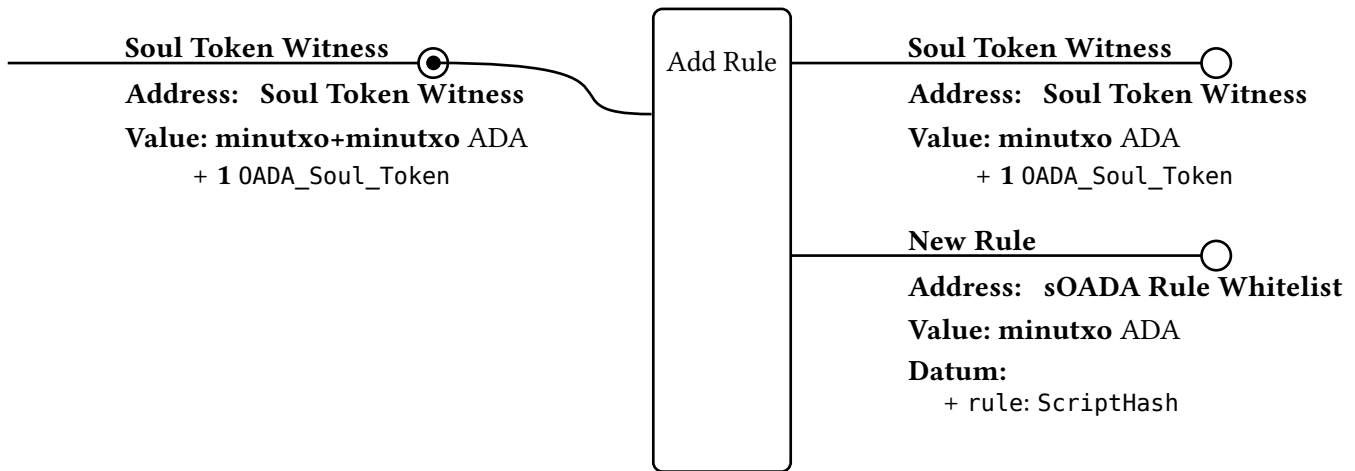 Soul Token Witness
Address: Soul Token Witness
Value: minutxo+minutxo ADA
+ 1 OADA_Soul_Token
Add Rule
Soul Token Witness
Address: Soul Token Witness
Value: minutxo ADA
+ 1 OADA_Soul_Token
New Rule
Address: sOADA Rule Whitelist
Value: minutxo ADA
Datum:
+ rule: ScriptHash